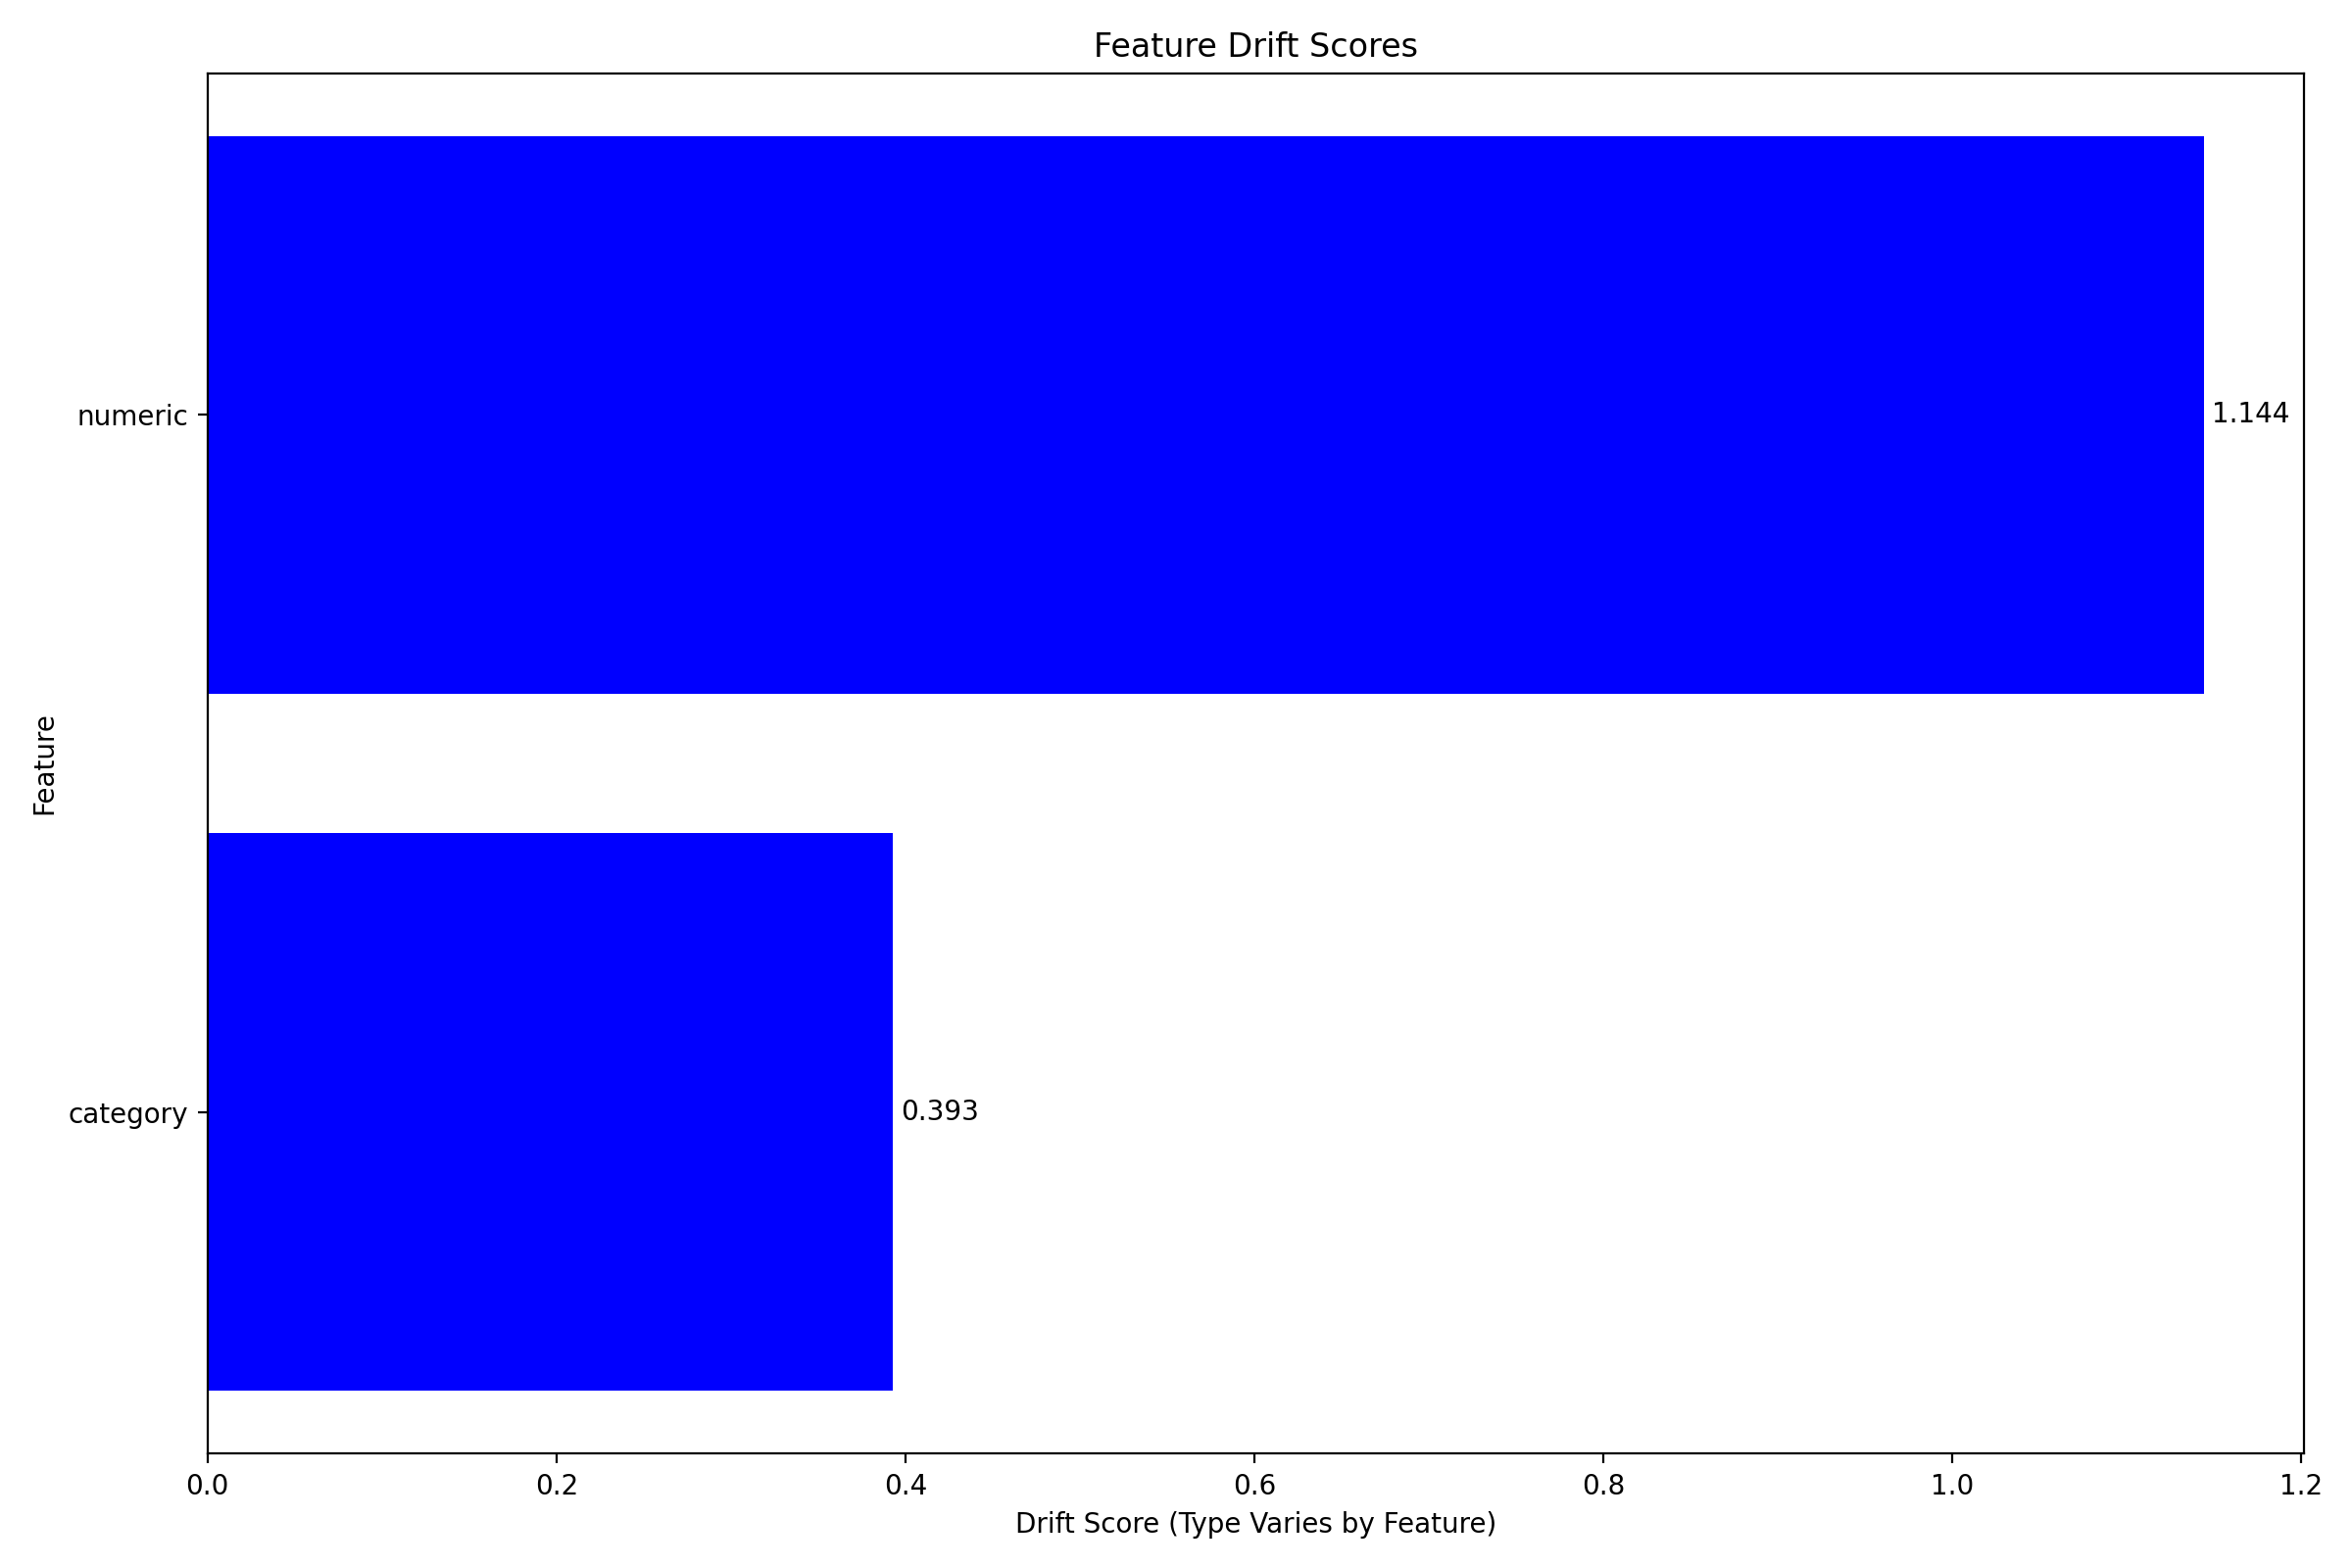 Feature Drift Scores
numeric
1.144
Feature
category
0.393
0.0 0.2 0.4 0.6 0.8 1.0 1.2
Drift Score (Type Varies by Feature)